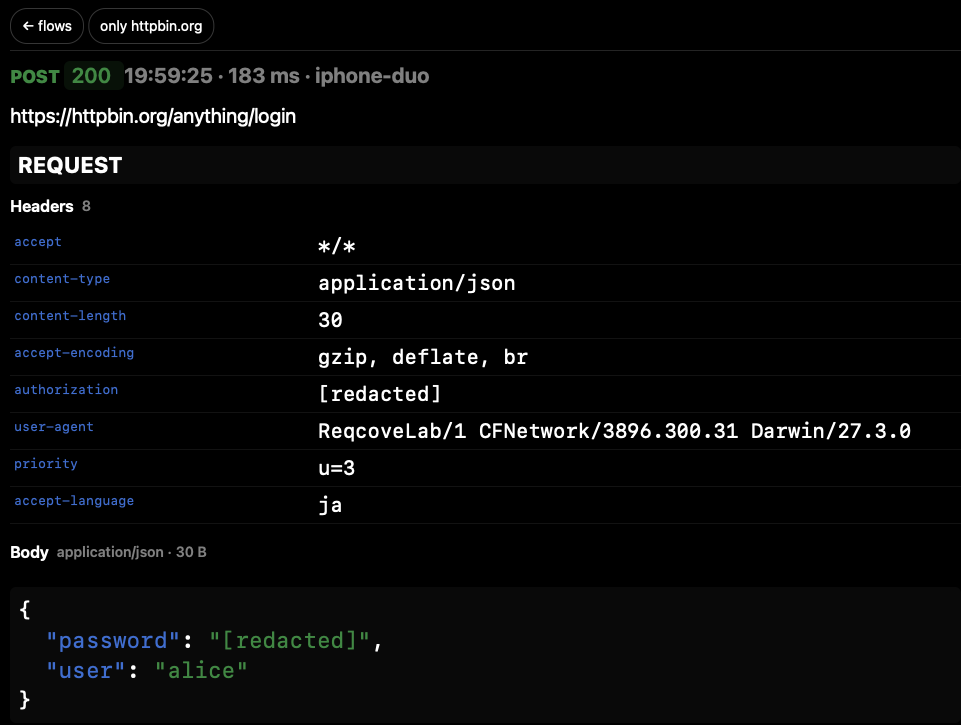 ← flows only httpbin.org
POST 200 19:59:25 · 183 ms · iphone-duo
https://httpbin.org/anything/login
REQUEST
Headers 8
accept */*
content-type application/json
content-length 30
accept-encoding gzip, deflate, br
authorization [redacted]
user-agent ReqcoveLab/1 CFNetwork/3896.300.31 Darwin/27.3.0
priority u=3
accept-language ja
Body application/json · 30 B
{
"password": "[redacted]",
"user": "alice"
}